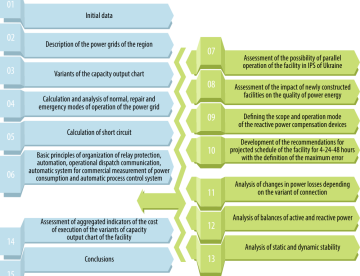 01
Initial data
02
Description of the power grids of the region
03
Variants of the capacity output chart
04
Calculation and analysis of normal, repair and
emergency modes of operation of the power grid
05
Calculation of short circuit
06
Basic principles of organization of relay protection,
automation, operational dispatch communication,
automatic system for commercial measurement of power
consumption and automatic process control system
07
Assessment of the possibility of parallel
operation of the facility in IPS of Ukraine
08
Assessment of the impact of newly constructed
facilities on the quality of power energy
09
Defining the scope and operation mode
of the reactive power compensation devices
10
Development of the recommendations for
projected schedule of the facility for 4-24-48 hours
with the definition of the maximum error
11
Analysis of changes in power losses depending
on the variant of connection
12
Analysis of balances of active and reactive power
13
Analysis of static and dynamic stability
14
Assessment of aggregated indicators of the cost
of execution of the variants of capacity
output chart of the facility
15
Conclusions